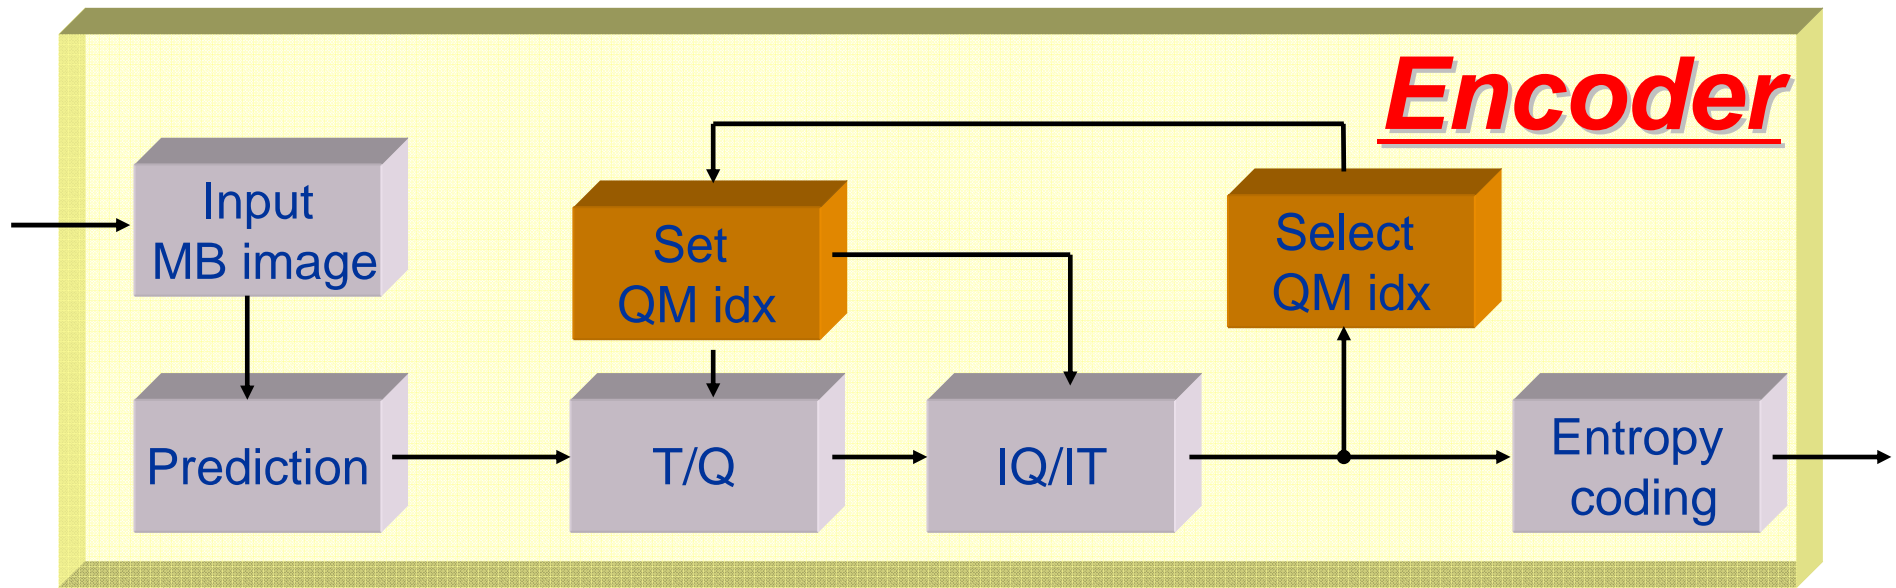 Encoder
Input
MB image
Set
QM idx
Select
QM idx
Prediction
T/Q
IQ/IT
Entropy
coding